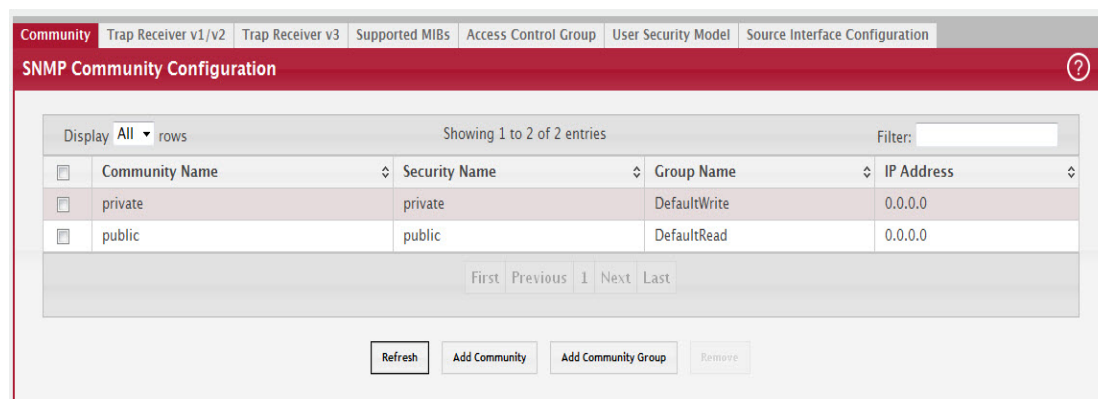 Community Trap Receiver v1/v2 Trap Receiver v3 Supported MIBs Access Control Group User Security Model Source Interface Configuration
SNMP Community Configuration ?
Display All rows Showing 1 to 2 of 2 entries Filter:
Community Name Security Name Group Name IP Address
private private DefaultWrite 0.0.0.0
public public DefaultRead 0.0.0.0
First Previous 1 Next Last
Refresh Add Community Add Community Group Remove